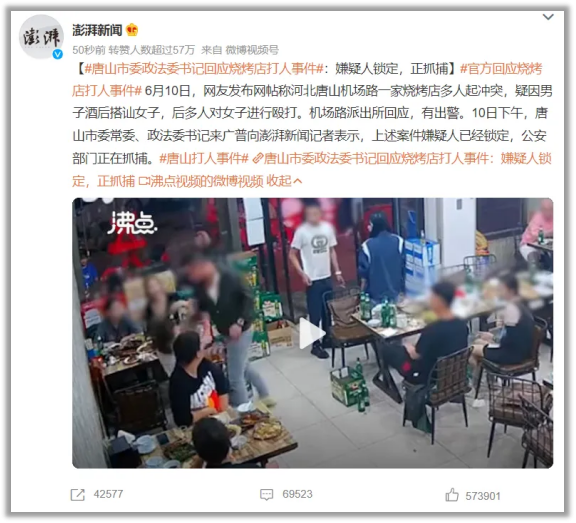 澎湃新闻
50秒前 转赞人数超过57万 来自 微博视频号
【#唐山市委政法委书记回应烧烤店打人事件#：嫌疑人锁定，正抓捕】#官方回应烧烤
店打人事件# 6月10日，网友发布网帖称河北唐山机场路一家烧烤店多人起冲突，疑因男
子酒后搭讪女子，后多人对女子进行殴打。机场路派出所回应，有出警。10日下午，唐
山市委常委、政法委书记来广普向澎湃新闻记者表示，上述案件嫌疑人已经锁定，公安
部门正在抓捕。#唐山打人事件# 唐山市委政法委书记回应烧烤店打人事件：嫌疑人锁
定，正抓捕 沸点视频的微博视频 收起
沸点
42577 69523 573901